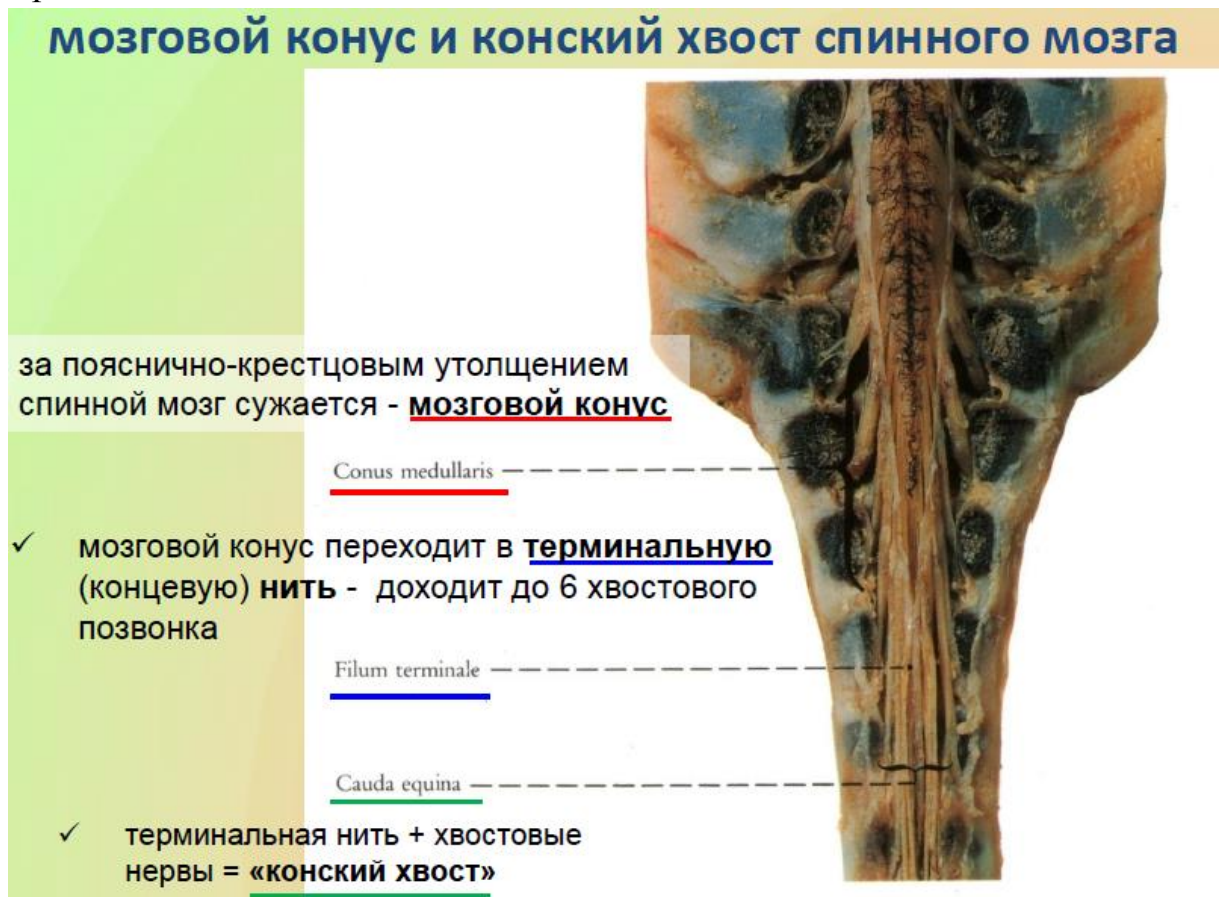 мозговой конус и конский хвост спинного мозга
за пояснично-крестцовым утолщением
спинной мозг сужается - мозговой конус
Conus medullaris
✓ мозговой конус переходит в терминальную
(концевую) нить - доходит до 6 хвостового
позвонка
Filum terminale
Cauda equina
✓ терминальная нить + хвостовые
нервы = «конский хвост»